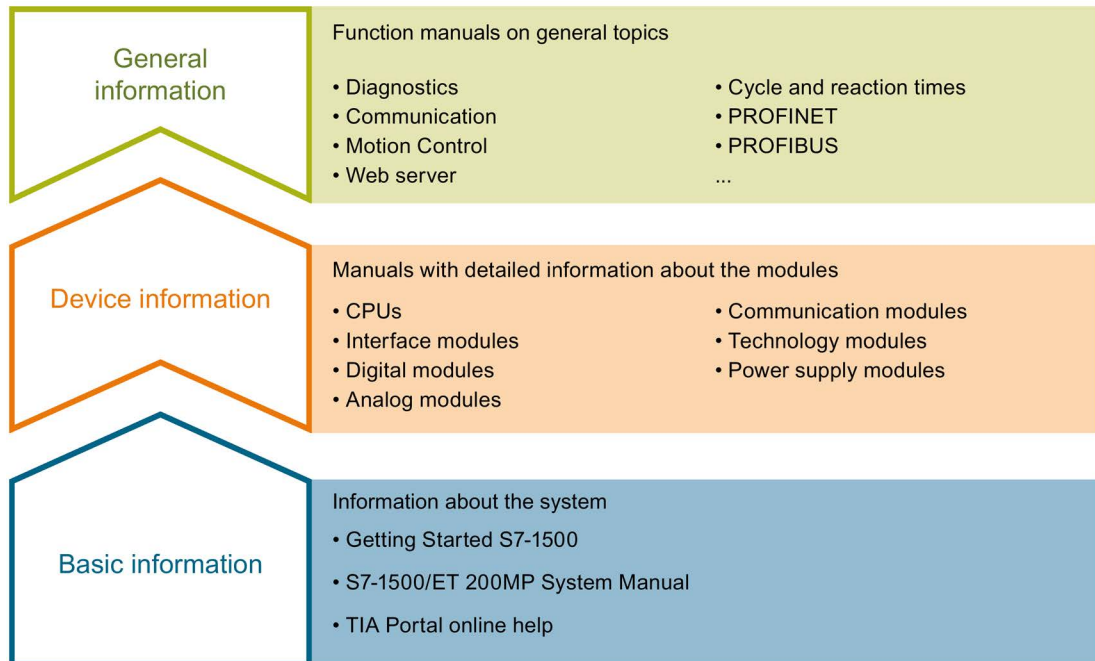 General
information
Function manuals on general topics
• Diagnostics
• Communication
• Motion Control
• Web server
• Cycle and reaction times
• PROFINET
• PROFIBUS
...
Device information
Manuals with detailed information about the modules
• CPUs
• Interface modules
• Digital modules
• Analog modules
• Communication modules
• Technology modules
• Power supply modules
Basic information
Information about the system
• Getting Started S7-1500
• S7-1500/ET 200MP System Manual
• TIA Portal online help